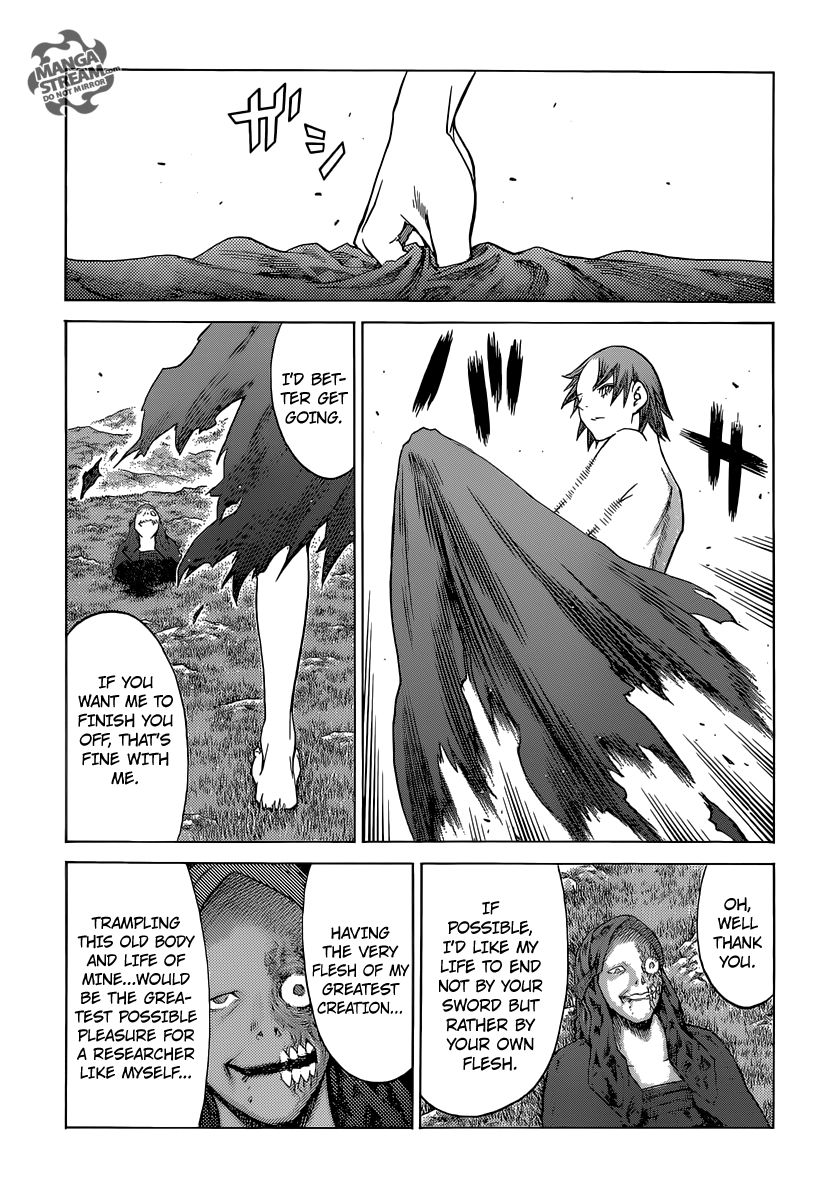 MANGA
STREAM.com
DO NOT MIRROR
ガシ
バババ
サ
I'D BET-
TER GET
GOING.
IF YOU
WANT ME TO
FINISH YOU
OFF, THAT'S
FINE WITH
ME.
OH,
WELL
THANK
YOU.
IF
POSSIBLE,
I'D LIKE MY
LIFE TO END
NOT BY YOUR
SWORD BUT
RATHER BY
YOUR OWN
FLESH.
HAVING
THE VERY
FLESH OF MY
GREATEST
CREATION...
TRAMPLING
THIS OLD BODY
AND LIFE OF
MINE...WOULD
BE THE GREA-
TEST POSSIBLE
PLEASURE FOR
A RESEARCHER
LIKE MYSELF...